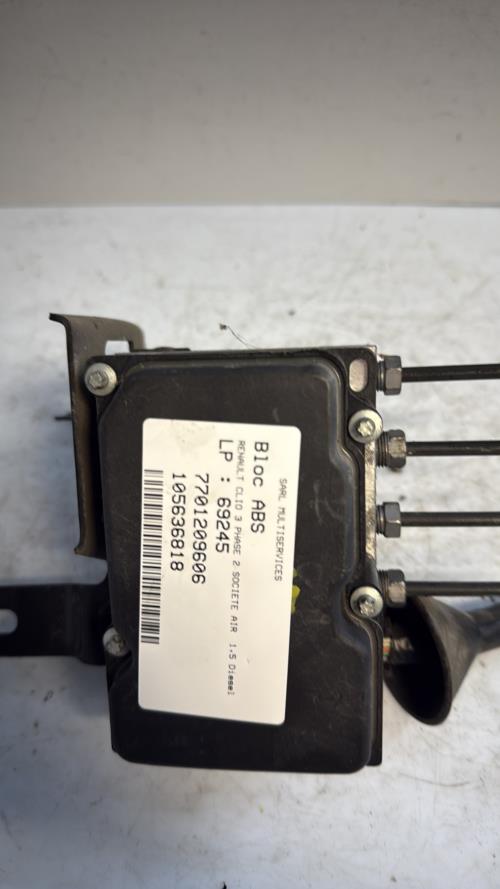 SARL MULTISERVICES
Bloc ABS
RENAULT CLIO 3 PHASE 2 SOCIETE AIR 1.5 Diesel
LP : 69245
7701209606
105636818